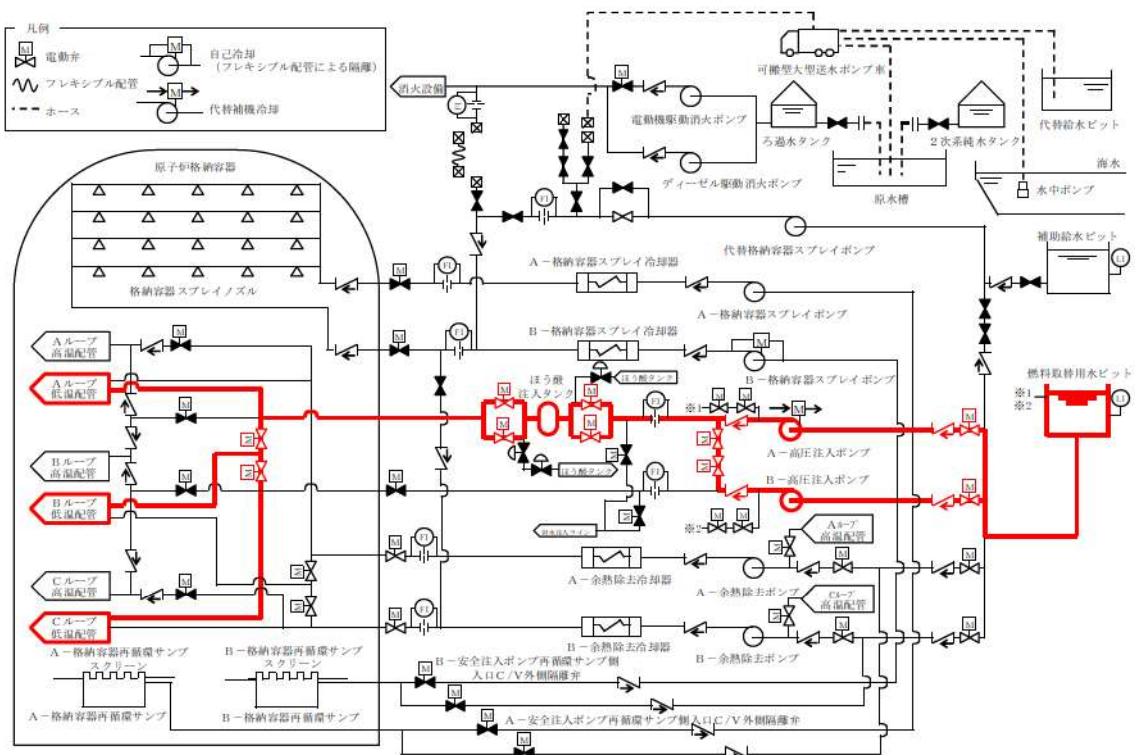 凡例
M
電動弁
フレキシブル配管
ホース
M
自己冷却
(フレキシブル配管による隔離)
M
代替補機冷却
消火設備
FI
M
電動機駆動消火ポンプ
ディーゼル駆動消火ポンプ
可搬型大型送水ポンプ車
ろ過水タンク
2次系純水タンク
原水槽
代替給水ピット
海水
水中ポンプ
FI
代替格納容器スプレイポンプ
補助給水ピット
LI
原子炉格納容器
格納容器スプレイノズル
M
FI
A-格納容器スプレイ冷却器
A-格納容器スプレイポンプ
M
FI
B-格納容器スプレイ冷却器
M
B-格納容器スプレイポンプ
Aループ
高温配管
M
Aループ
低温配管
M
Bループ
高温配管
M
Bループ
低温配管
M
M
Cループ
高温配管
M
Cループ
低温配管
ほう酸
注入タンク
M
M
M
M
ほう酸タンク
ほう酸タンク
M
FI
※1
M
M
M
A-高圧注入ポンプ
M
M
M
M
FI
B-高圧注入ポンプ
※2
M
M
M
M
燃料取替用水ピット
※1
※2
LI
M
M
M
FI
A-余熱除去冷却器
A-余熱除去ポンプ
Aループ
高温配管
M
M
M
M
FI
B-余熱除去冷却器
B-余熱除去ポンプ
Cループ
高温配管
M
M
M
A-格納容器再循環サンプ
スクリーン
A-格納容器再循環サンプ
B-格納容器再循環サンプ
スクリーン
B-格納容器再循環サンプ
B-安全注入ポンプ再循環サンプ側
入口C/V外側隔離弁
M
M
A-安全注入ポンプ再循環サンプ側入口C/V外側隔離弁
M
M